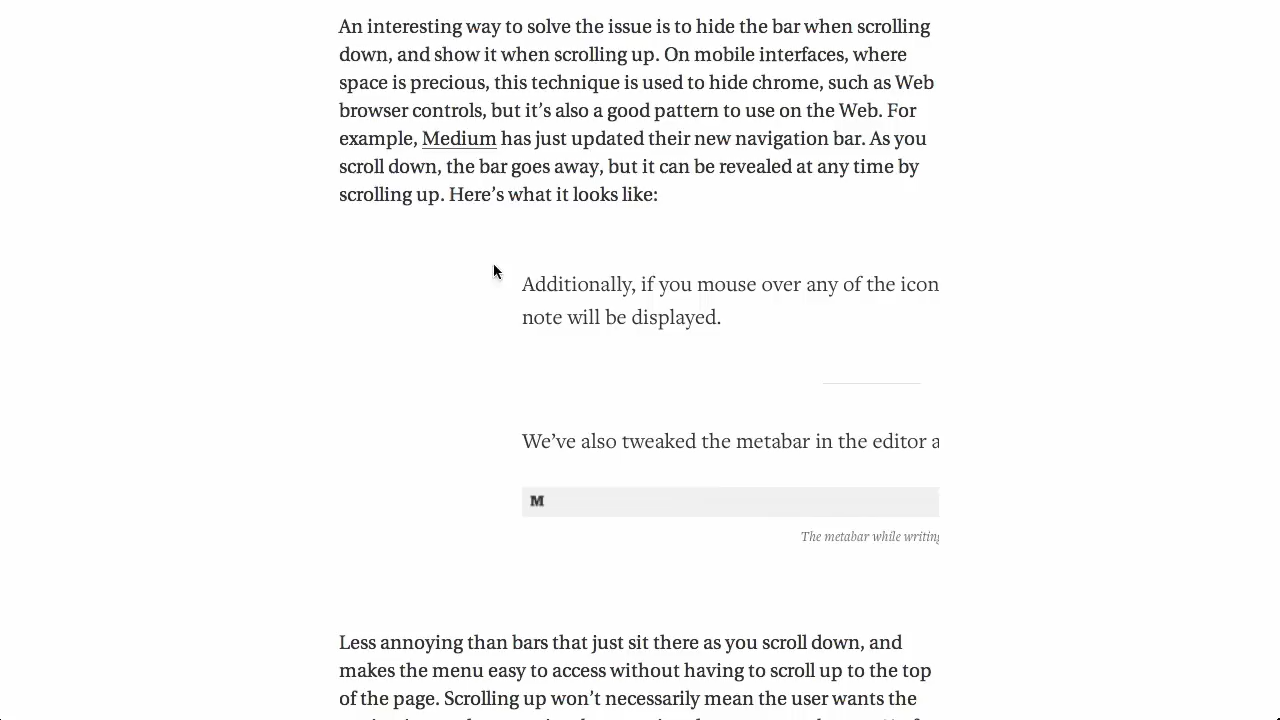 An interesting way to solve the issue is to hide the bar when scrolling
down, and show it when scrolling up. On mobile interfaces, where
space is precious, this technique is used to hide chrome, such as Web
browser controls, but it’s also a good pattern to use on the Web. For
example, Medium has just updated their new navigation bar. As you
scroll down, the bar goes away, but it can be revealed at any time by
scrolling up. Here’s what it looks like:
Additionally, if you mouse over any of the icon
note will be displayed.
We’ve also tweaked the metabar in the editor a
M
The metabar while writing
Less annoying than bars that just sit there as you scroll down, and
makes the menu easy to access without having to scroll up to the top
of the page. Scrolling up won’t necessarily mean the user wants the